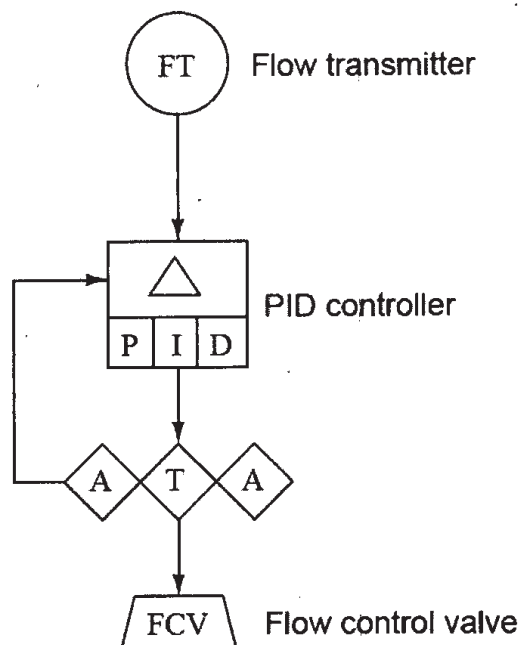 FT Flow transmitter
PID controller
P I D
A T A
FCV Flow control valve